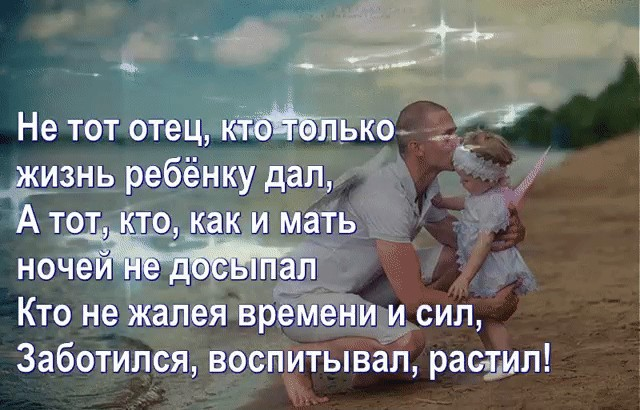 Не тот отец, кто только
жизнь ребёнку дал,
А тот, кто, как и мать
ночей не досыпал
Кто не жалея времени и сил,
Заботился, воспитывал, растил!